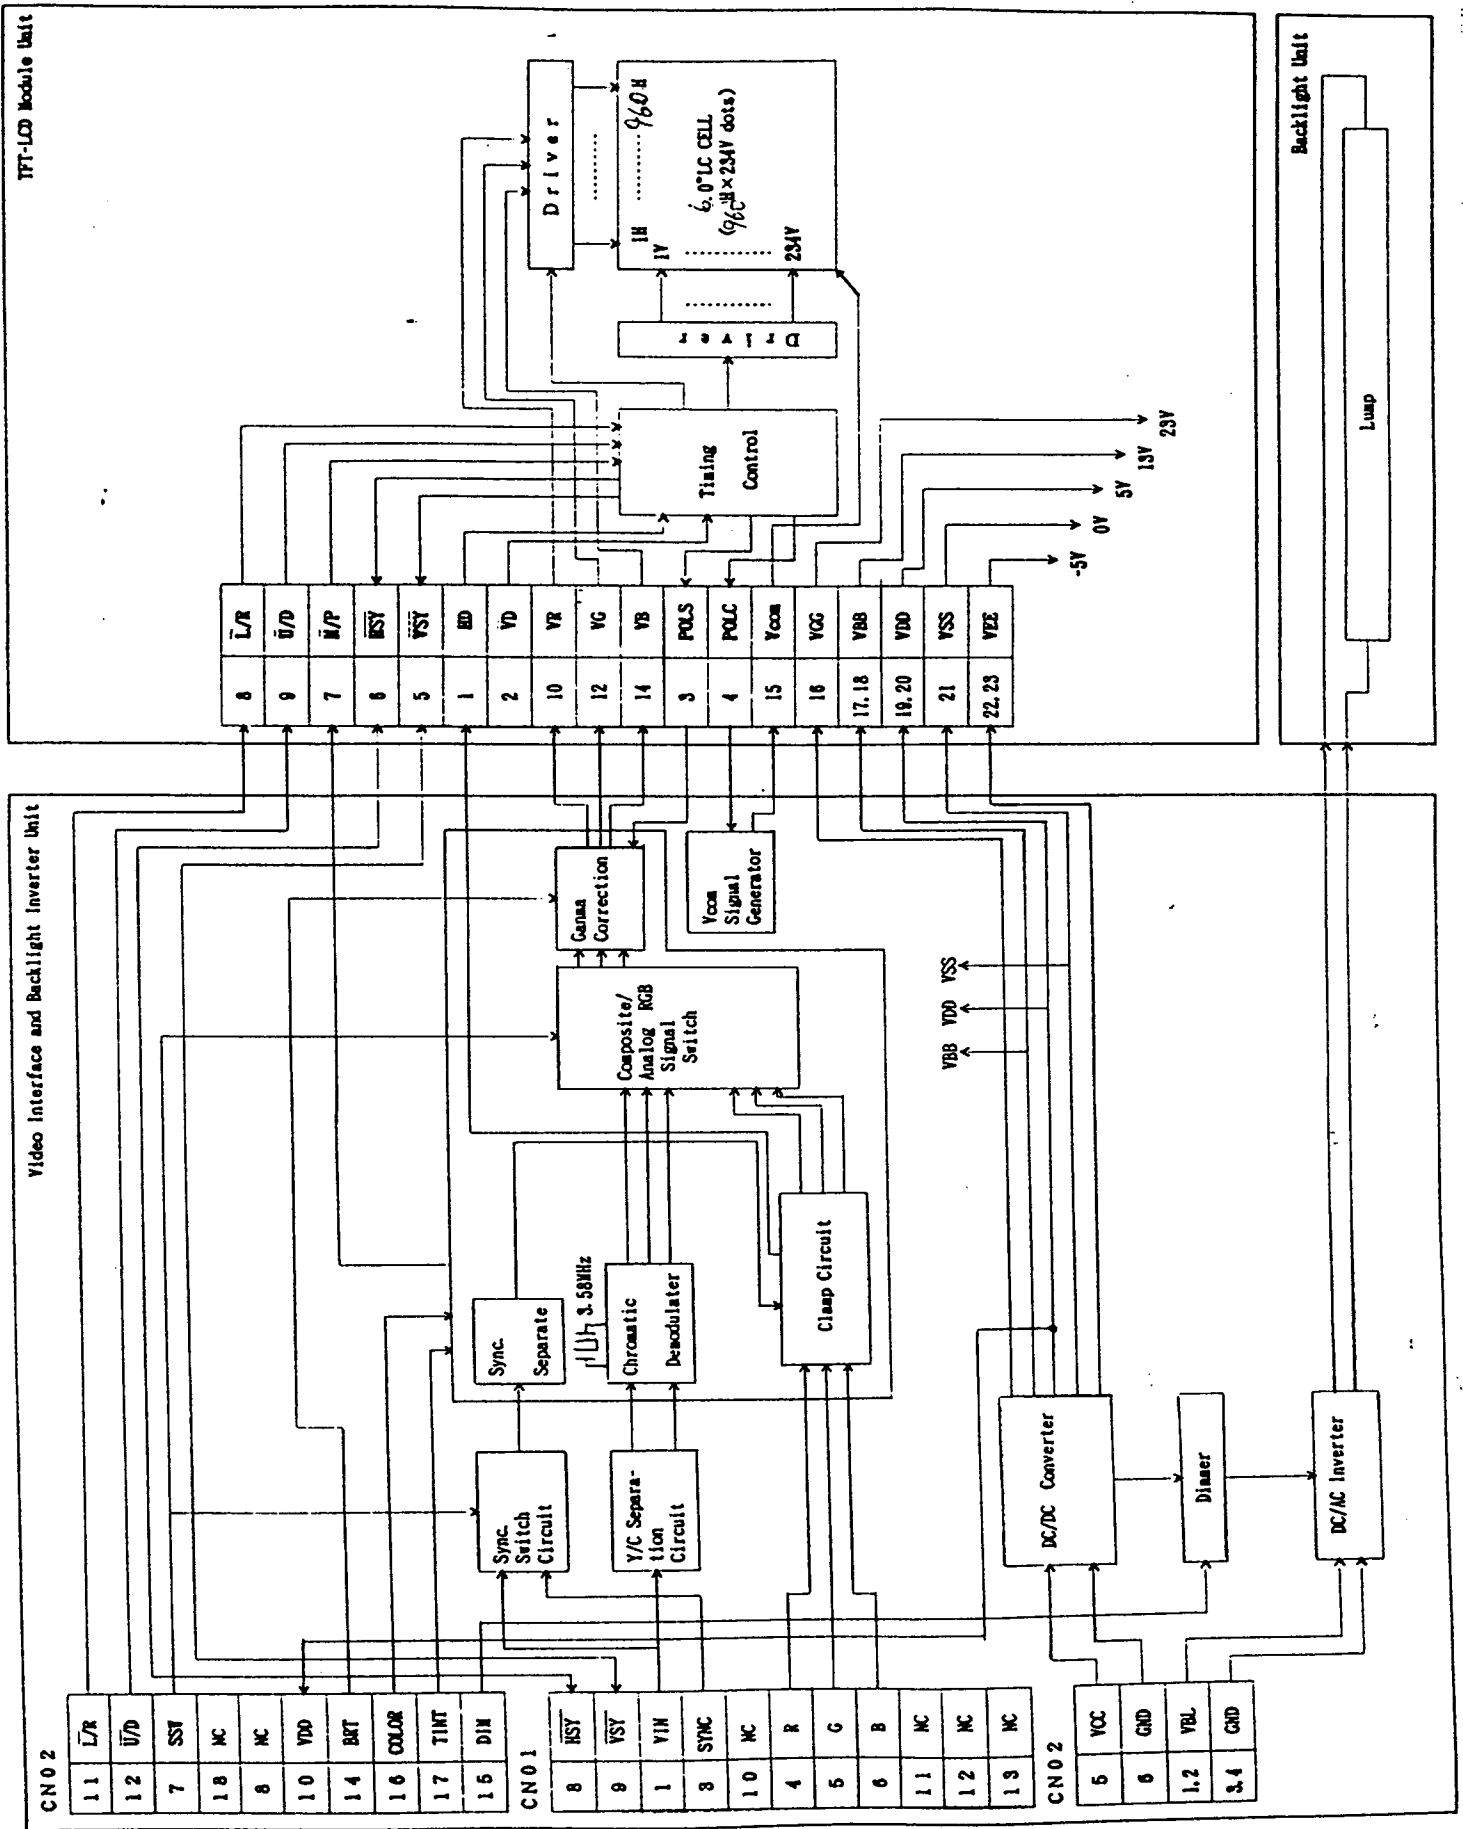 Video Interface and Backlight Inverter Unit
CN02
11 L̅/R
12 U̅/D
7 SSW
18 NC
8 NC
10 VDD
14 BRT
16 COLOR
17 TINT
15 DIM
CN01
8 H̅S̅Y̅
9 V̅S̅Y̅
1 VIN
3 SYNC
10 NC
4 R
5 G
6 B
11 NC
12 NC
13 NC
CN02
5 VCC
6 GND
1.2 VBL
3.4 GND
Sync.
Switch
Circuit
Y/C Separa-
tion
Circuit
Sync.
Separate
3.58MHz
Chromatic
Demodulater
Clamp Circuit
Composite/
Analog RGB
Signal
Switch
Gamma
Correction
Vcom
Signal
Generator
VBB VDD VSS
DC/DC Converter
Dimmer
DC/AC Inverter
TFT-LCD Module Unit
8 L̅/R
9 U̅/D
7 N̅/P
6 H̅S̅Y̅
5 V̅S̅Y̅
1 HD
2 VD
10 VR
12 VG
14 VB
3 POLS
4 POLC
15 Vcom
16 VGG
17.18 VBB
19.20 VDD
21 VSS
22.23 VEE
Timing
Control
Driver
Driver
1H 960H
1V
6.0"LC CELL
(960H×234V dots)
234V
-5V 0V 5V 13V 23V
Backlight Unit
Lump